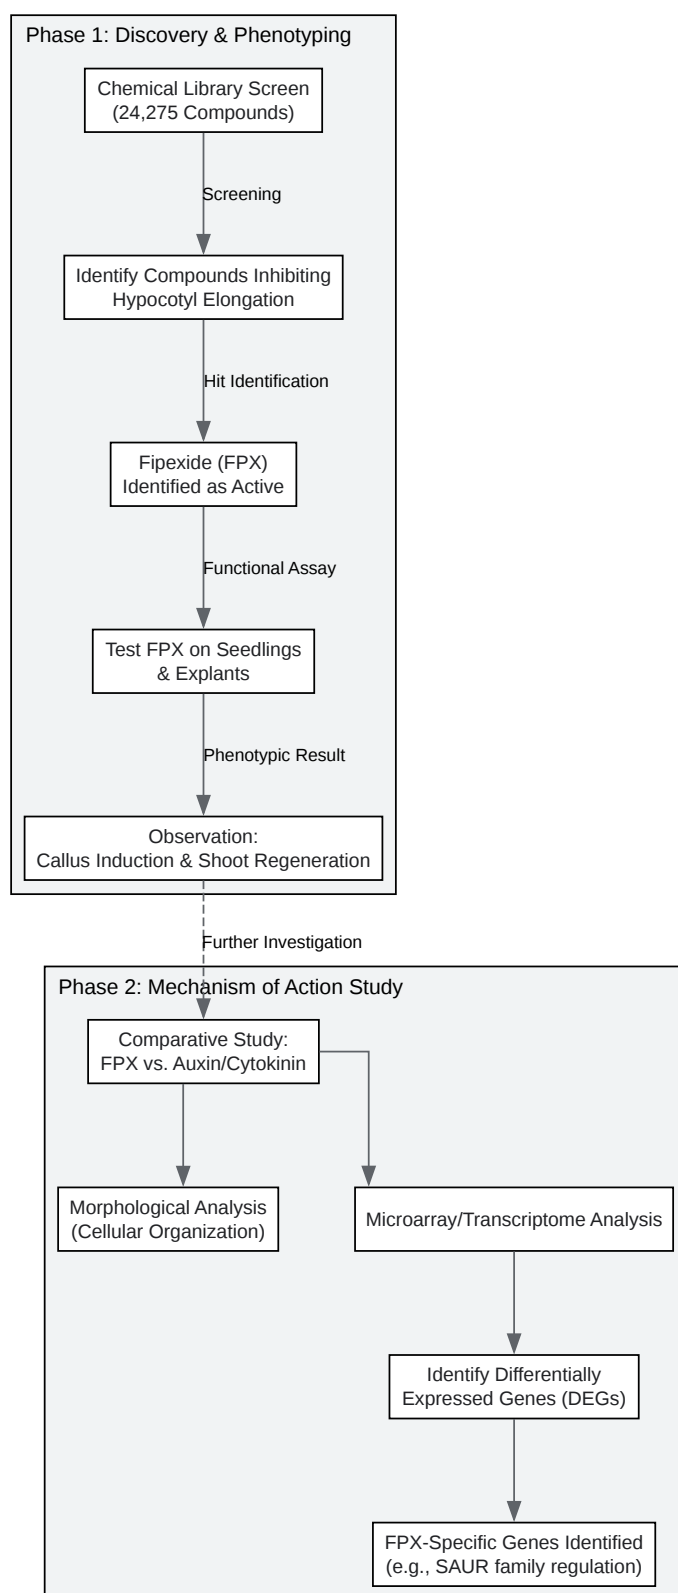 Phase 1: Discovery & Phenotyping
Chemical Library Screen
(24,275 Compounds)
Screening
Identify Compounds Inhibiting
Hypocotyl Elongation
Hit Identification
Fipexide (FPX)
Identified as Active
Functional Assay
Test FPX on Seedlings
& Explants
Phenotypic Result
Observation:
Callus Induction & Shoot Regeneration
Further Investigation
Phase 2: Mechanism of Action Study
Comparative Study:
FPX vs. Auxin/Cytokinin
Morphological Analysis
(Cellular Organization)
Microarray/Transcriptome Analysis
Identify Differentially
Expressed Genes (DEGs)
FPX-Specific Genes Identified
(e.g., SAUR family regulation)